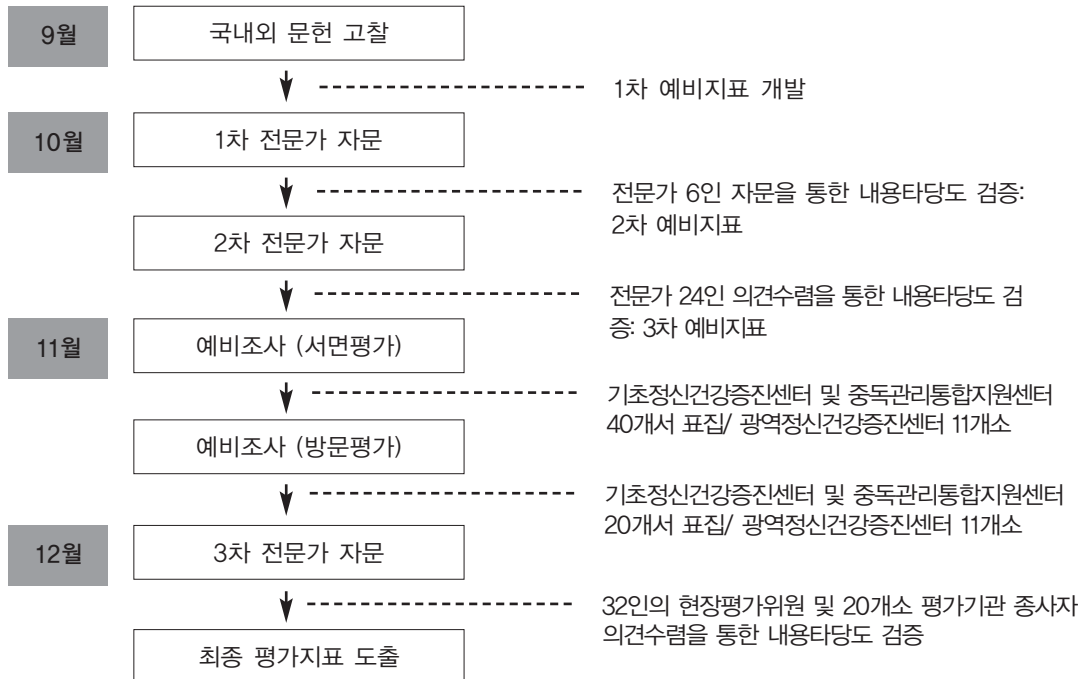 9월
국내외 문헌 고찰
1차 예비지표 개발
10월
1차 전문가 자문
전문가 6인 자문을 통한 내용타당도 검증:
2차 예비지표
2차 전문가 자문
전문가 24인 의견수렴을 통한 내용타당도 검
증: 3차 예비지표
11월
예비조사 (서면평가)
기초정신건강증진센터 및 중독관리통합지원센터
40개서 표집/ 광역정신건강증진센터 11개소
예비조사 (방문평가)
기초정신건강증진센터 및 중독관리통합지원센터
20개서 표집/ 광역정신건강증진센터 11개소
12월
3차 전문가 자문
32인의 현장평가위원 및 20개소 평가기관 종사자
의견수렴을 통한 내용타당도 검증
최종 평가지표 도출